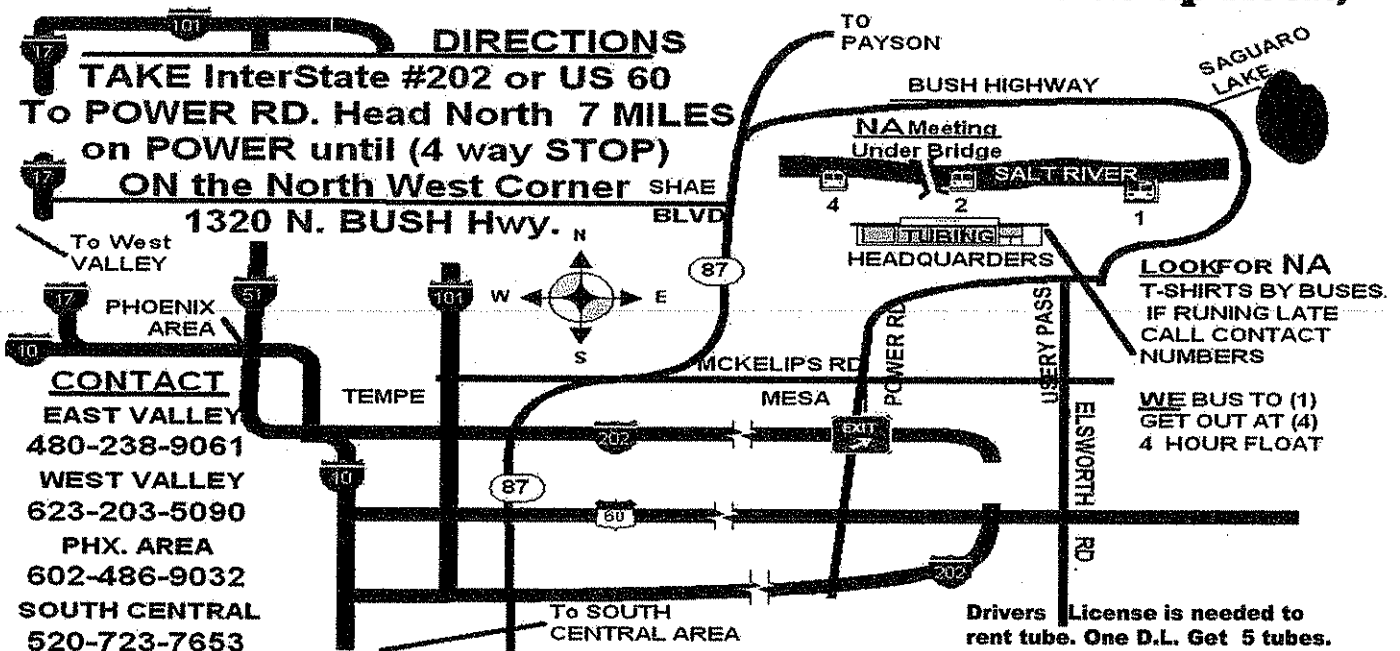 DIRECTIONS
TAKE InterState #202 or US 60
To POWER RD. Head North 7 MILES
on POWER until (4 way STOP)
ON the North West Corner
1320 N. BUSH Hwy.
17
101
17
To West
VALLEY
SHAE
BLVD
TO
PAYSON
BUSH HIGHWAY
SAGUARO
LAKE
NA Meeting
Under Bridge
SALT RIVER
4
2
1
TUBING
HEADQUARDERS
87
N
W
E
S
17
51
101
PHOENIX
AREA
10
LOOKFOR NA
T-SHIRTS BY BUSES.
IF RUNING LATE
CALL CONTACT
NUMBERS
WE BUS TO (1)
GET OUT AT (4)
4 HOUR FLOAT
MCKELIPS RD
TEMPE
MESA
POWER RD
USERY PASS
ELSWORTH RD
EXIT
202
10
87
60
202
CONTACT
EAST VALLEY
480-238-9061
WEST VALLEY
623-203-5090
PHX. AREA
602-486-9032
SOUTH CENTRAL
520-723-7653
To SOUTH
CENTRAL AREA
Drivers License is needed to
rent tube. One D.L. Get 5 tubes.